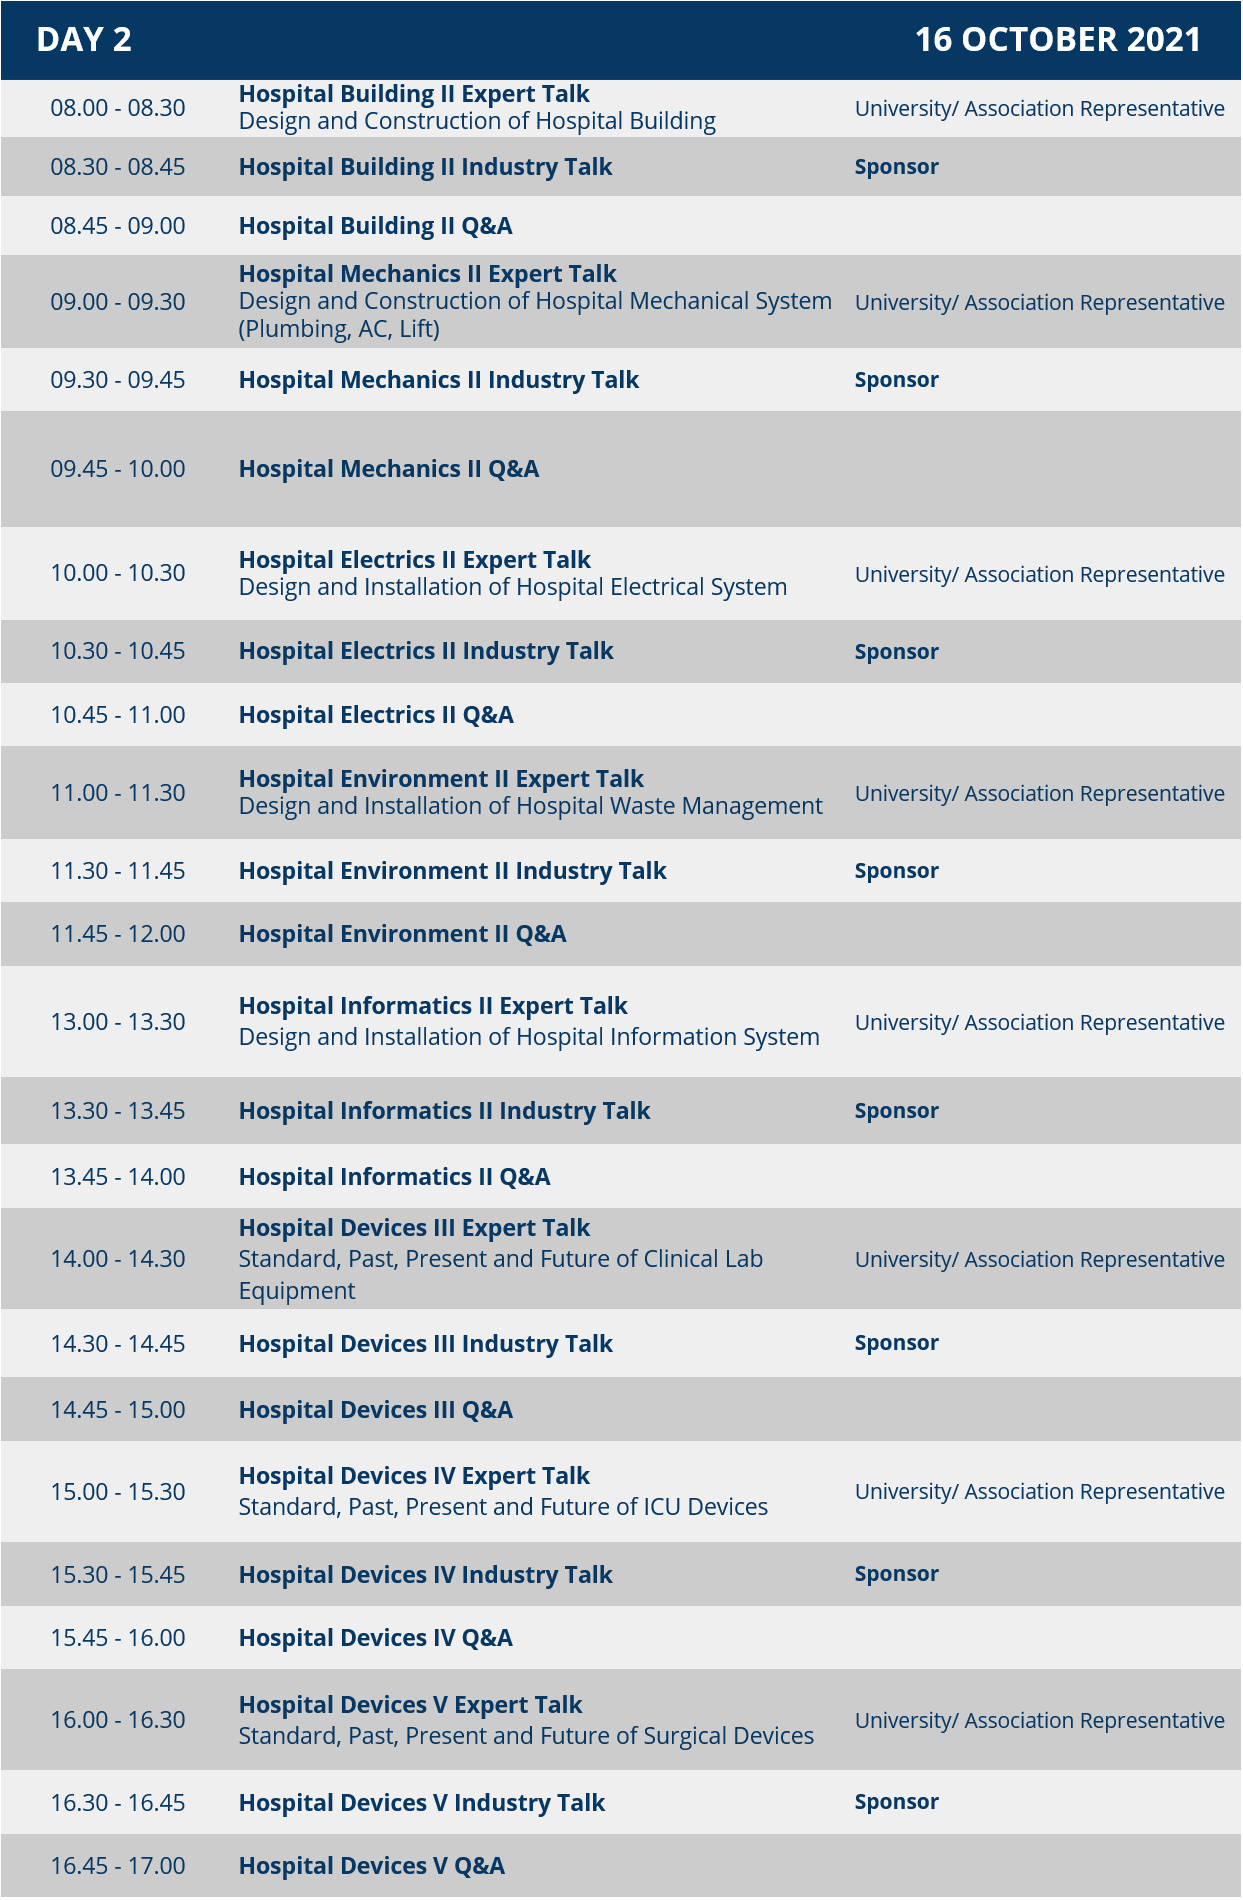 DAY 2 16 OCTOBER 2021
08.00 - 08.30 Hospital Building II Expert Talk
Design and Construction of Hospital Building University/ Association Representative
08.30 - 08.45 Hospital Building II Industry Talk Sponsor
08.45 - 09.00 Hospital Building II Q&A
09.00 - 09.30 Hospital Mechanics II Expert Talk
Design and Construction of Hospital Mechanical System University/ Association Representative
(Plumbing, AC, Lift)
09.30 - 09.45 Hospital Mechanics II Industry Talk Sponsor
09.45 - 10.00 Hospital Mechanics II Q&A
10.00 - 10.30 Hospital Electrics II Expert Talk
Design and Installation of Hospital Electrical System University/ Association Representative
10.30 - 10.45 Hospital Electrics II Industry Talk Sponsor
10.45 - 11.00 Hospital Electrics II Q&A
11.00 - 11.30 Hospital Environment II Expert Talk
Design and Installation of Hospital Waste Management University/ Association Representative
11.30 - 11.45 Hospital Environment II Industry Talk Sponsor
11.45 - 12.00 Hospital Environment II Q&A
13.00 - 13.30 Hospital Informatics II Expert Talk
Design and Installation of Hospital Information System University/ Association Representative
13.30 - 13.45 Hospital Informatics II Industry Talk Sponsor
13.45 - 14.00 Hospital Informatics II Q&A
14.00 - 14.30 Hospital Devices III Expert Talk
Standard, Past, Present and Future of Clinical Lab University/ Association Representative
Equipment
14.30 - 14.45 Hospital Devices III Industry Talk Sponsor
14.45 - 15.00 Hospital Devices III Q&A
15.00 - 15.30 Hospital Devices IV Expert Talk
Standard, Past, Present and Future of ICU Devices University/ Association Representative
15.30 - 15.45 Hospital Devices IV Industry Talk Sponsor
15.45 - 16.00 Hospital Devices IV Q&A
16.00 - 16.30 Hospital Devices V Expert Talk
Standard, Past, Present and Future of Surgical Devices University/ Association Representative
16.30 - 16.45 Hospital Devices V Industry Talk Sponsor
16.45 - 17.00 Hospital Devices V Q&A